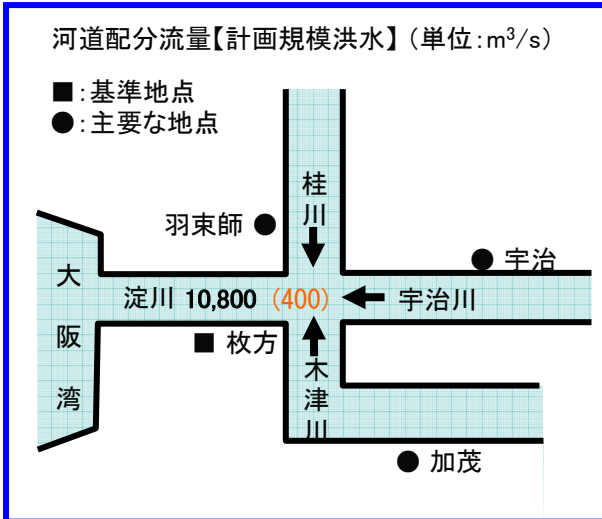 河道配分流量【計画規模洪水】(単位:m³/s)
■:基準地点
●:主要な地点
桂川
羽束師 ●
● 宇治
大阪湾
淀川 10,800 (400)
宇治川
■ 枚方
木津川
● 加茂